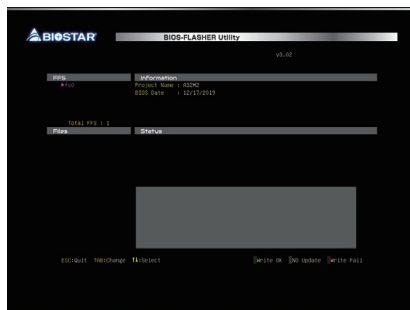 BIOSTAR
BIOS-FLASHER Utility
v3.02
FFS Information
fs0 Project Name : A32M2
BIOS Date : 12/17/2019
Total FFS : 1
Files Status
ESC:Quit TAB:Change ↑↓:Select Write OK NO Update Write Fail